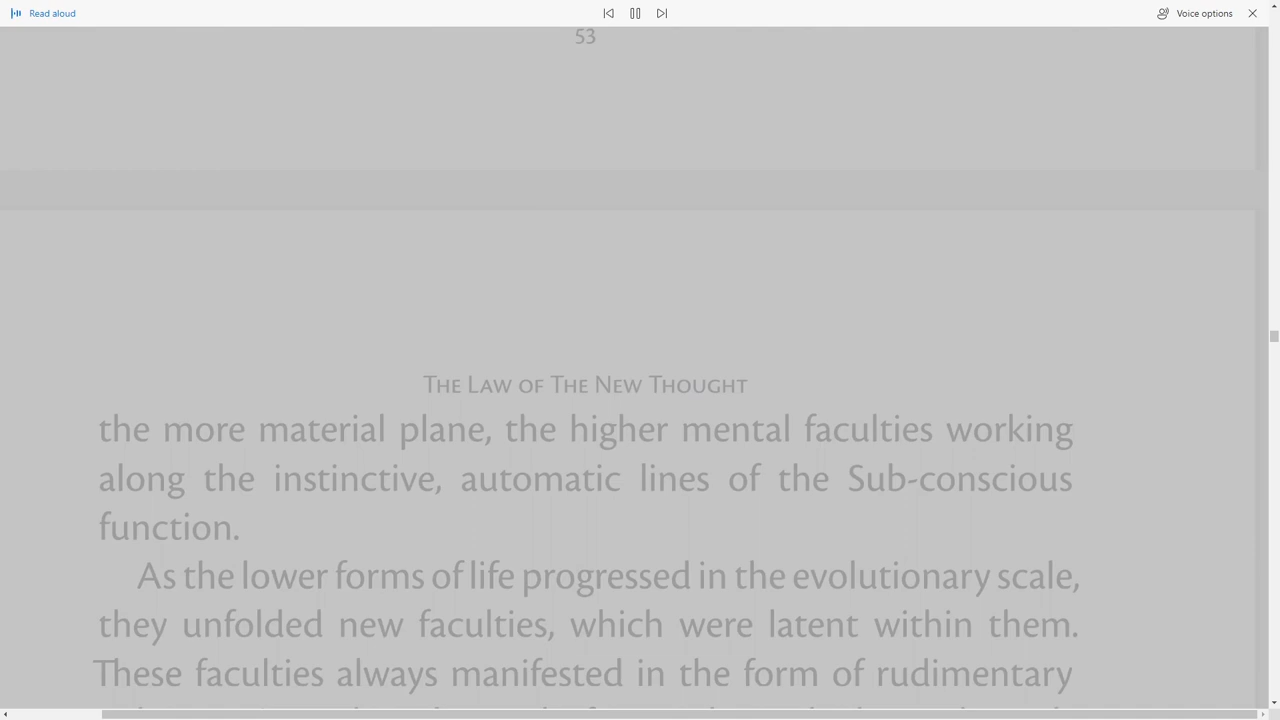 Read aloud
Voice options
53
The Law of The New Thought
the more material plane, the higher mental faculties working
along the instinctive, automatic lines of the Sub-conscious
function.
As the lower forms of life progressed in the evolutionary scale,
they unfolded new faculties, which were latent within them.
These faculties always manifested in the form of rudimentary